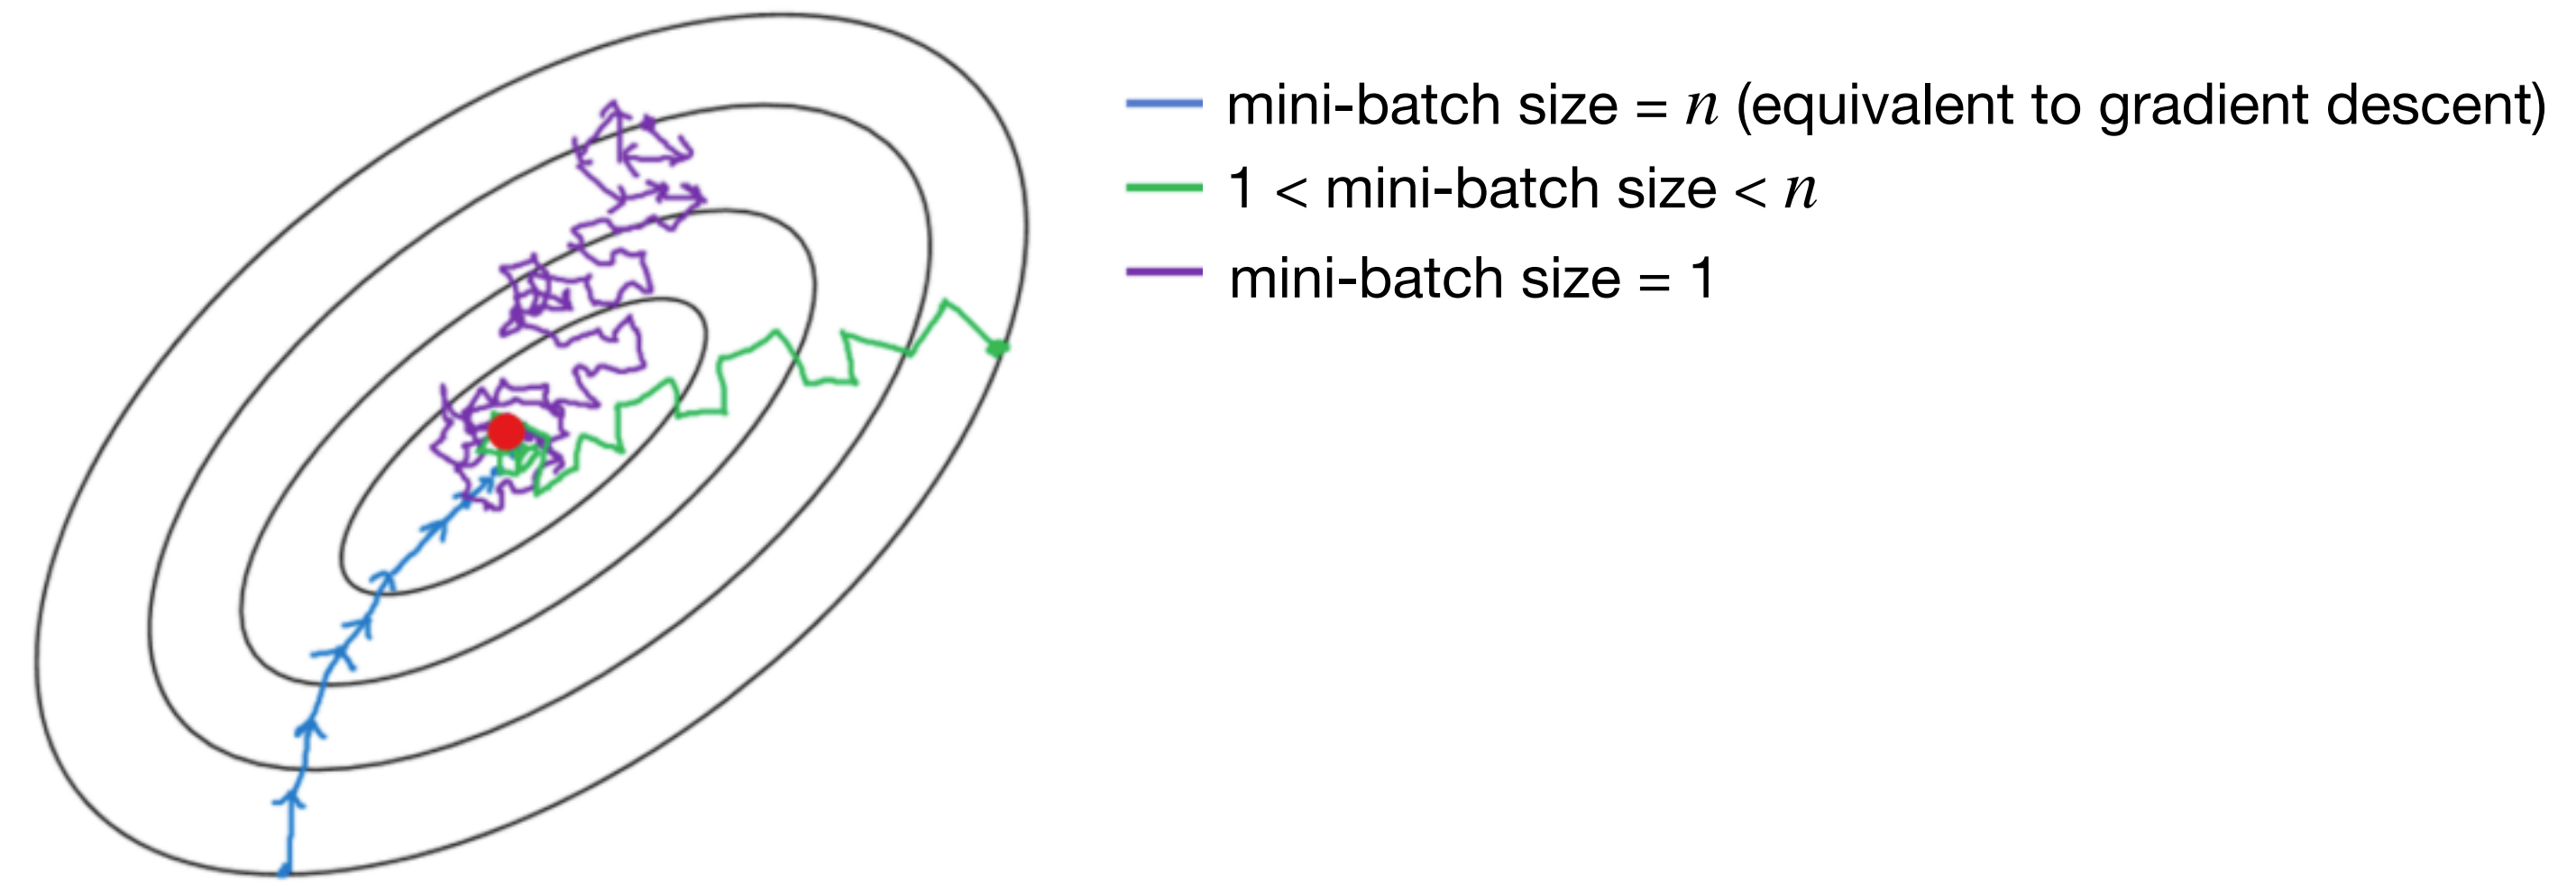 mini-batch size = n (equivalent to gradient descent)
1 < mini-batch size < n
mini-batch size = 1